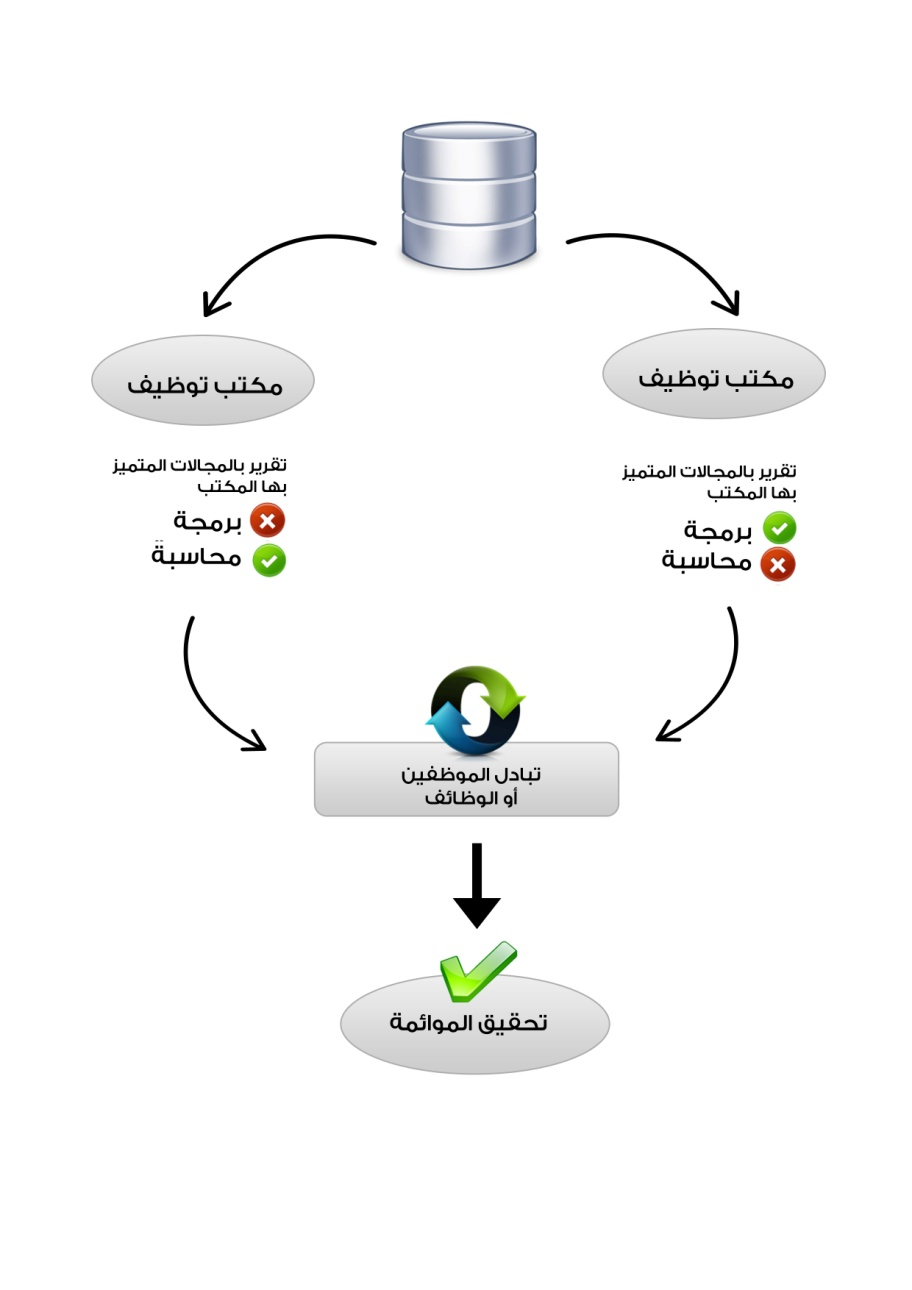 مكتب توظيف
تقرير بالمجالات المتميز
بها المكتب
برمجة
محاسبة
مكتب توظيف
تقرير بالمجالات المتميز
بها المكتب
برمجة
محاسبة
تبادل الموظفين
أو الوظائف
تحقيق الموائمة